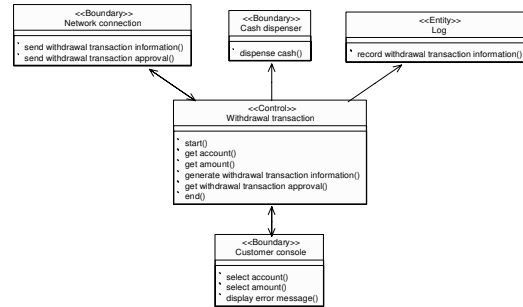 <<Boundary>>
Network connection
send withdrawal transaction information()
send withdrawal transaction approval()
<<Boundary>>
Cash dispenser
dispense cash()
<<Entity>>
Log
record withdrawal transaction information()
<<Control>>
Withdrawal transaction
start()
get account()
get amount()
generate withdrawal transaction information()
get withdrawal transaction approval()
end()
<<Boundary>>
Customer console
select account()
select amount()
display error message()